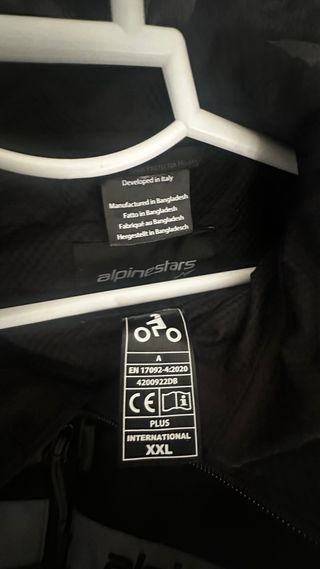 Developed in Italy
Manufactured in Bangladesh
Fatto in Bangladesh
Fabriqué au Bangladesh
Hergestellt in Bangladesch
alpinestars
A
EN 17092-4:2020
4200922DB
CE
i
PLUS
INTERNATIONAL
XXL